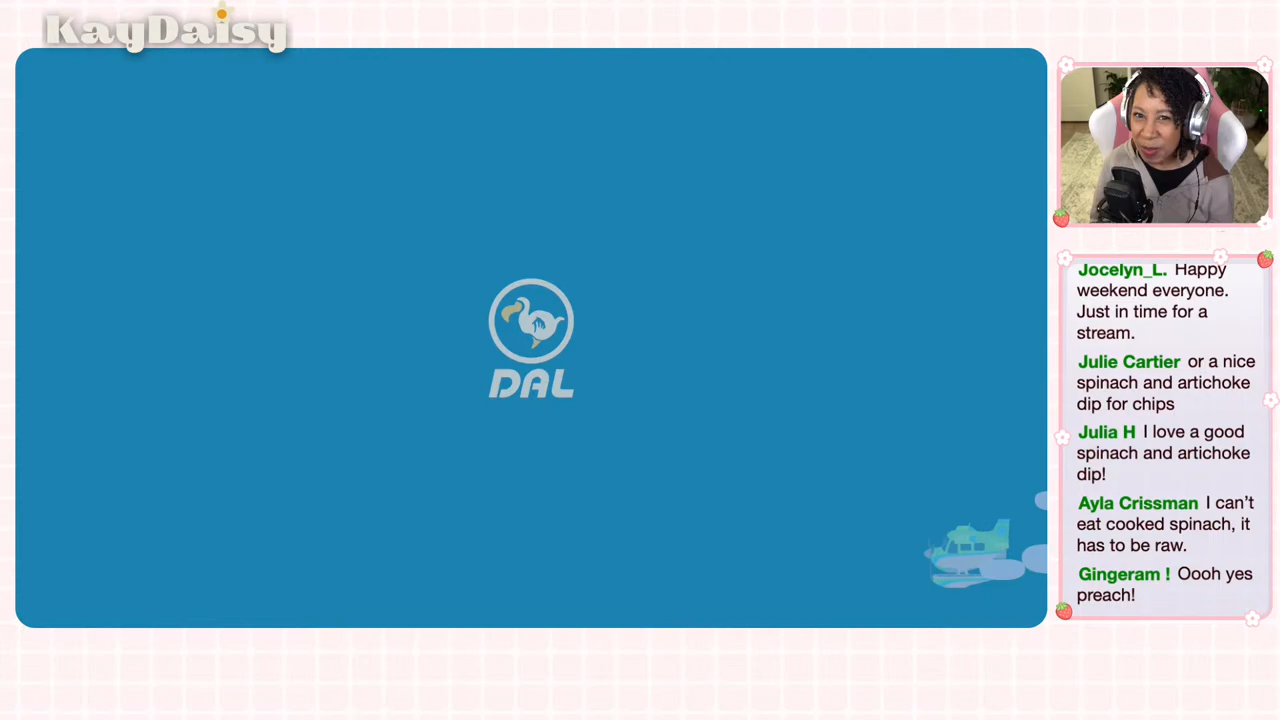 KayDaisy
DAL
Jocelyn_L. Happy
weekend everyone.
Just in time for a
stream.
Julie Cartier or a nice
spinach and artichoke
dip for chips
Julia H I love a good
spinach and artichoke
dip!
Ayla Crissman I can’t
eat cooked spinach, it
has to be raw.
Gingeram ! Oooh yes
preach!